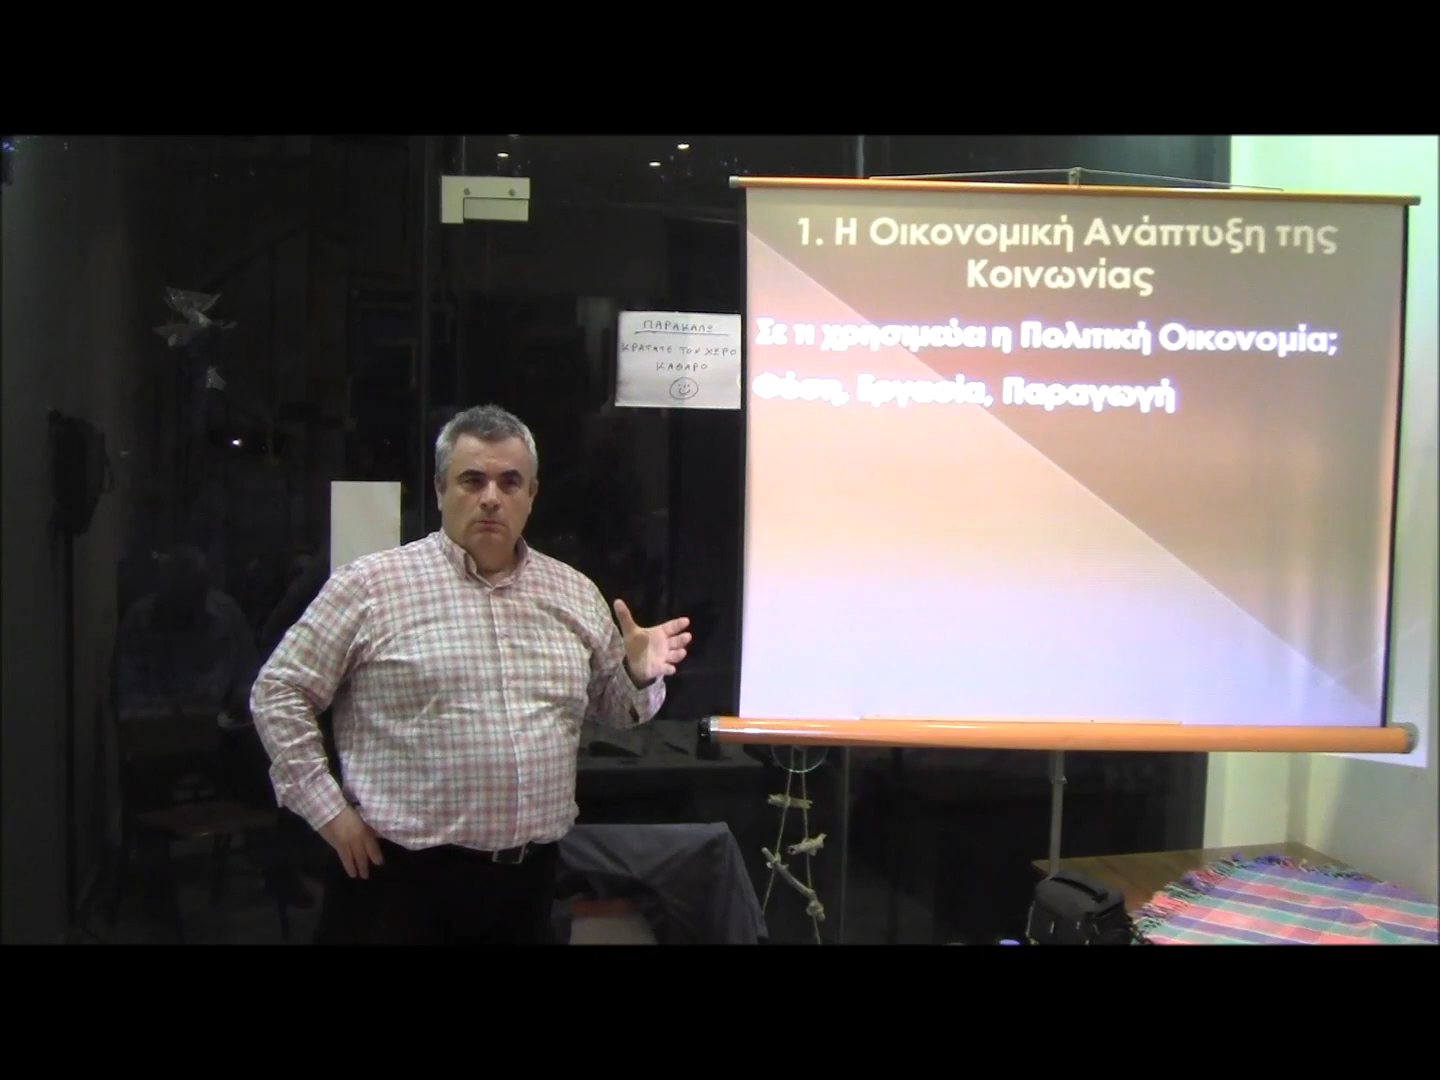 1. Η Οικονομική Ανάπτυξη της
Κοινωνίας
Σε τι χρησιμεύει η Πολιτική Οικονομία;
Φύση, Εργασία, Παραγωγή
ΠΑΡΑΚΑΛΩ
ΚΡΑΤΑΤΕ ΤΟΝ ΧΩΡΟ
ΚΑΘΑΡΟ